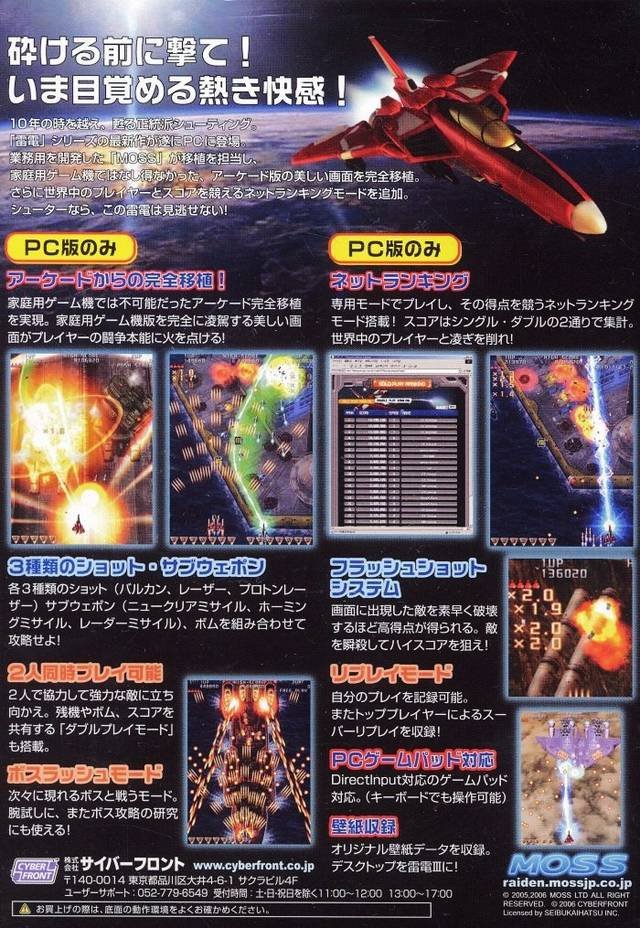 砕ける前に撃て！
いま目覚める熱き快感！
10年の時を越え、甦る正統派シューティング。
「雷電」シリーズの最新作が遂にPCに登場。
業務用を開発した「MOSS」が移植を担当し、
家庭用ゲーム機ではなし得なかった、アーケード版の美しい画面を完全移植。
さらに世界中のプレイヤーとスコアを競えるネットランキングモードを追加。
シューターなら、この雷電は見逃せない！
PC版のみ
アーケードからの完全移植！
家庭用ゲーム機では不可能だったアーケード完全移植
を実現。家庭用ゲーム機版を完全に凌駕する美しい画
面がプレイヤーの闘争本能に火を点ける！
PC版のみ
ネットランキング
専用モードでプレイし、その得点を競うネットランキング
モード搭載！ スコアはシングル・ダブルの2通りで集計。
世界中のプレイヤーと凌ぎを削れ！
3種類のショット・サブウェポン
各3種類のショット（バルカン、レーザー、プロトンレー
ザー）サブウェポン（ニュークリアミサイル、ホーミン
グミサイル、レーダーミサイル）、ボムを組み合わせて
攻略せよ！
2人同時プレイ可能
2人で協力して強力な敵に立ち
向かえ。残機やボム、スコアを
共有する「ダブルプレイモード」
も搭載。
ボスラッシュモード
次々に現れるボスと戦うモード。
腕試しに、またボス攻略の研究
にも使える！
フラッシュショット
システム
画面に出現した敵を素早く破壊
するほど高得点が得られる。敵
を瞬殺してハイスコアを狙え！
1UP
136020
×2.0
×1.9
×2.0
×2.0
リプレイモード
自分のプレイを記録可能。
またトッププレイヤーによるスー
パーリプレイを収録！
PCゲームパッド対応
DirectInput対応のゲームパッド
対応。（キーボードでも操作可能）
壁紙収録
オリジナル壁紙データを収録。
デスクトップを雷電Ⅲに！
CYBER FRONT
株式会社サイバーフロント www.cyberfront.co.jp
〒140-0014 東京都品川区大井4-6-1 サクラビル4F
ユーザーサポート：052-779-6549 受付時間：土・日・祝を除く11:00〜12:00 13:00〜17:00
お買上げの際は、底面の動作環境をよくお確かめください。
MOSS
raiden.mossjp.co.jp
© 2005,2006 MOSS LTD ALL RIGHT
RESERVED. © 2006 CYBERFRONT
Licensed by SEIBUKAIHATSU INC.